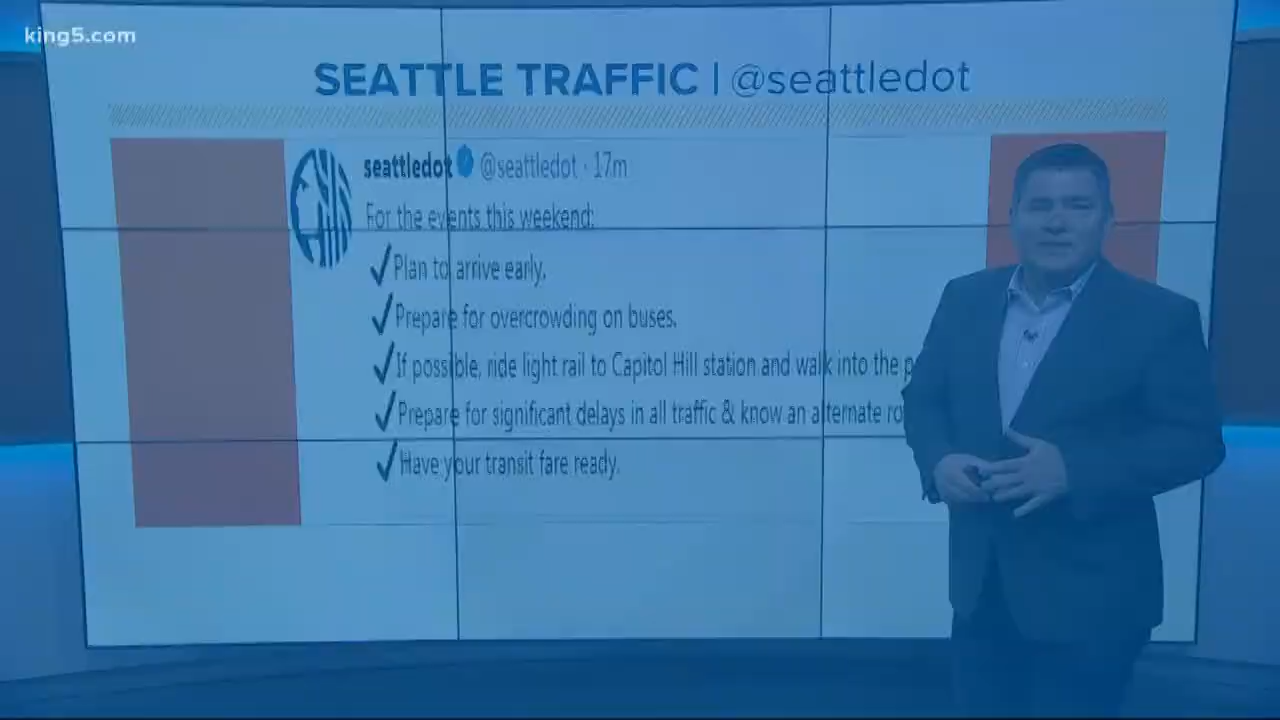 king5.com
SEATTLE TRAFFIC | @seattledot
seattledot @seattledot · 17m
For the events this weekend:
✓ Plan to arrive early.
✓ Prepare for overcrowding on buses.
✓ If possible, ride light rail to Capitol Hill station and walk into the p
✓ Prepare for significant delays in all traffic & know an alternate ro
✓ Have your transit fare ready.